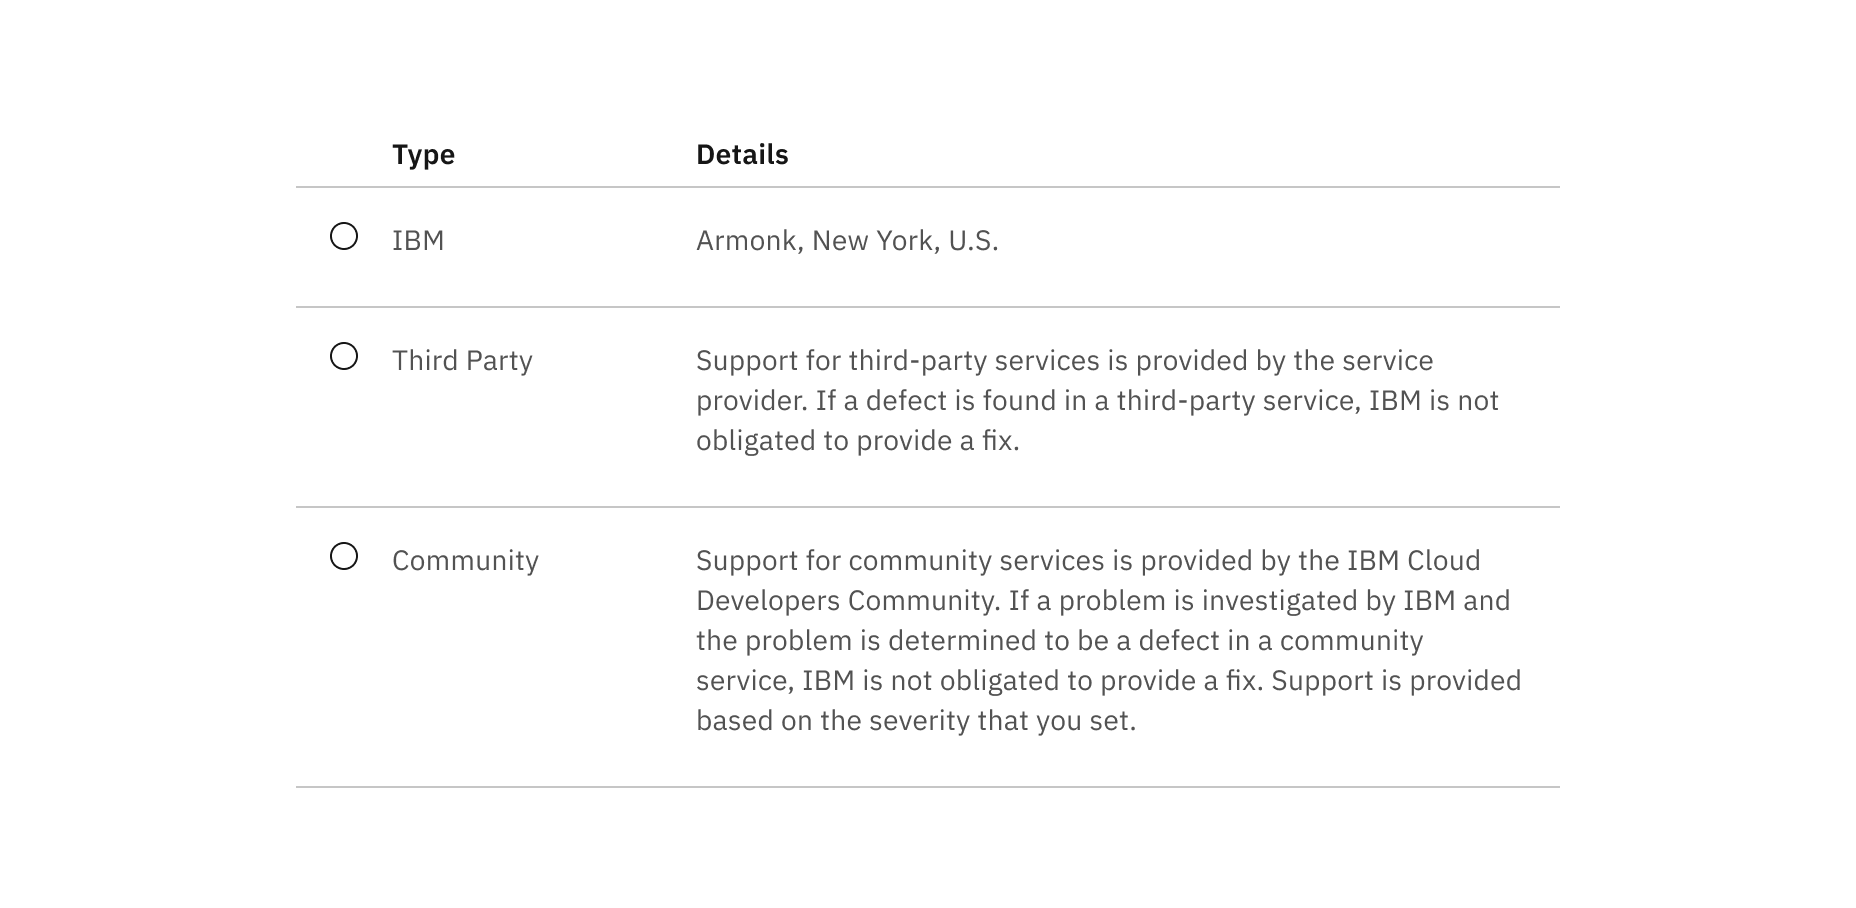 Type Details
IBM Armonk, New York, U.S.
Third Party Support for third-party services is provided by the service
provider. If a defect is found in a third-party service, IBM is not
obligated to provide a fix.
Community Support for community services is provided by the IBM Cloud
Developers Community. If a problem is investigated by IBM and
the problem is determined to be a defect in a community
service, IBM is not obligated to provide a fix. Support is provided
based on the severity that you set.